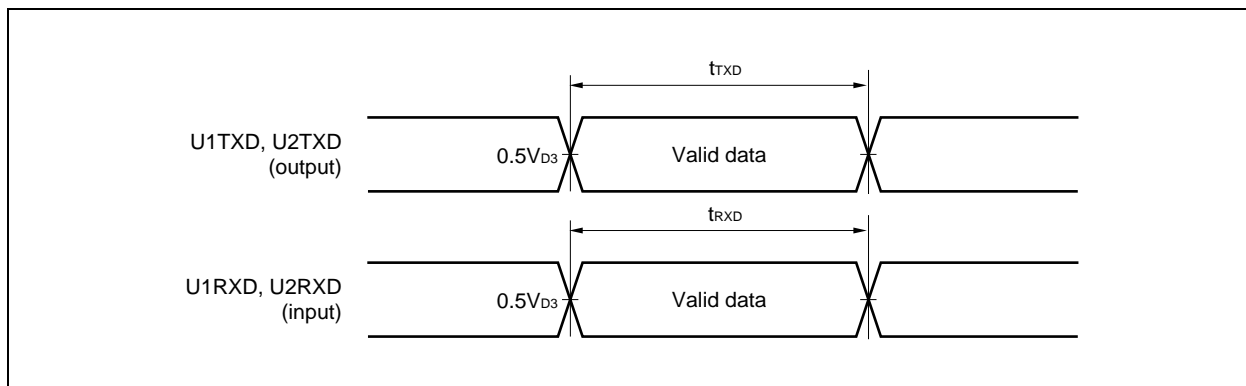 tTXD
U1TXD, U2TXD
(output)
0.5VD3
Valid data
tRXD
U1RXD, U2RXD
(input)
0.5VD3
Valid data